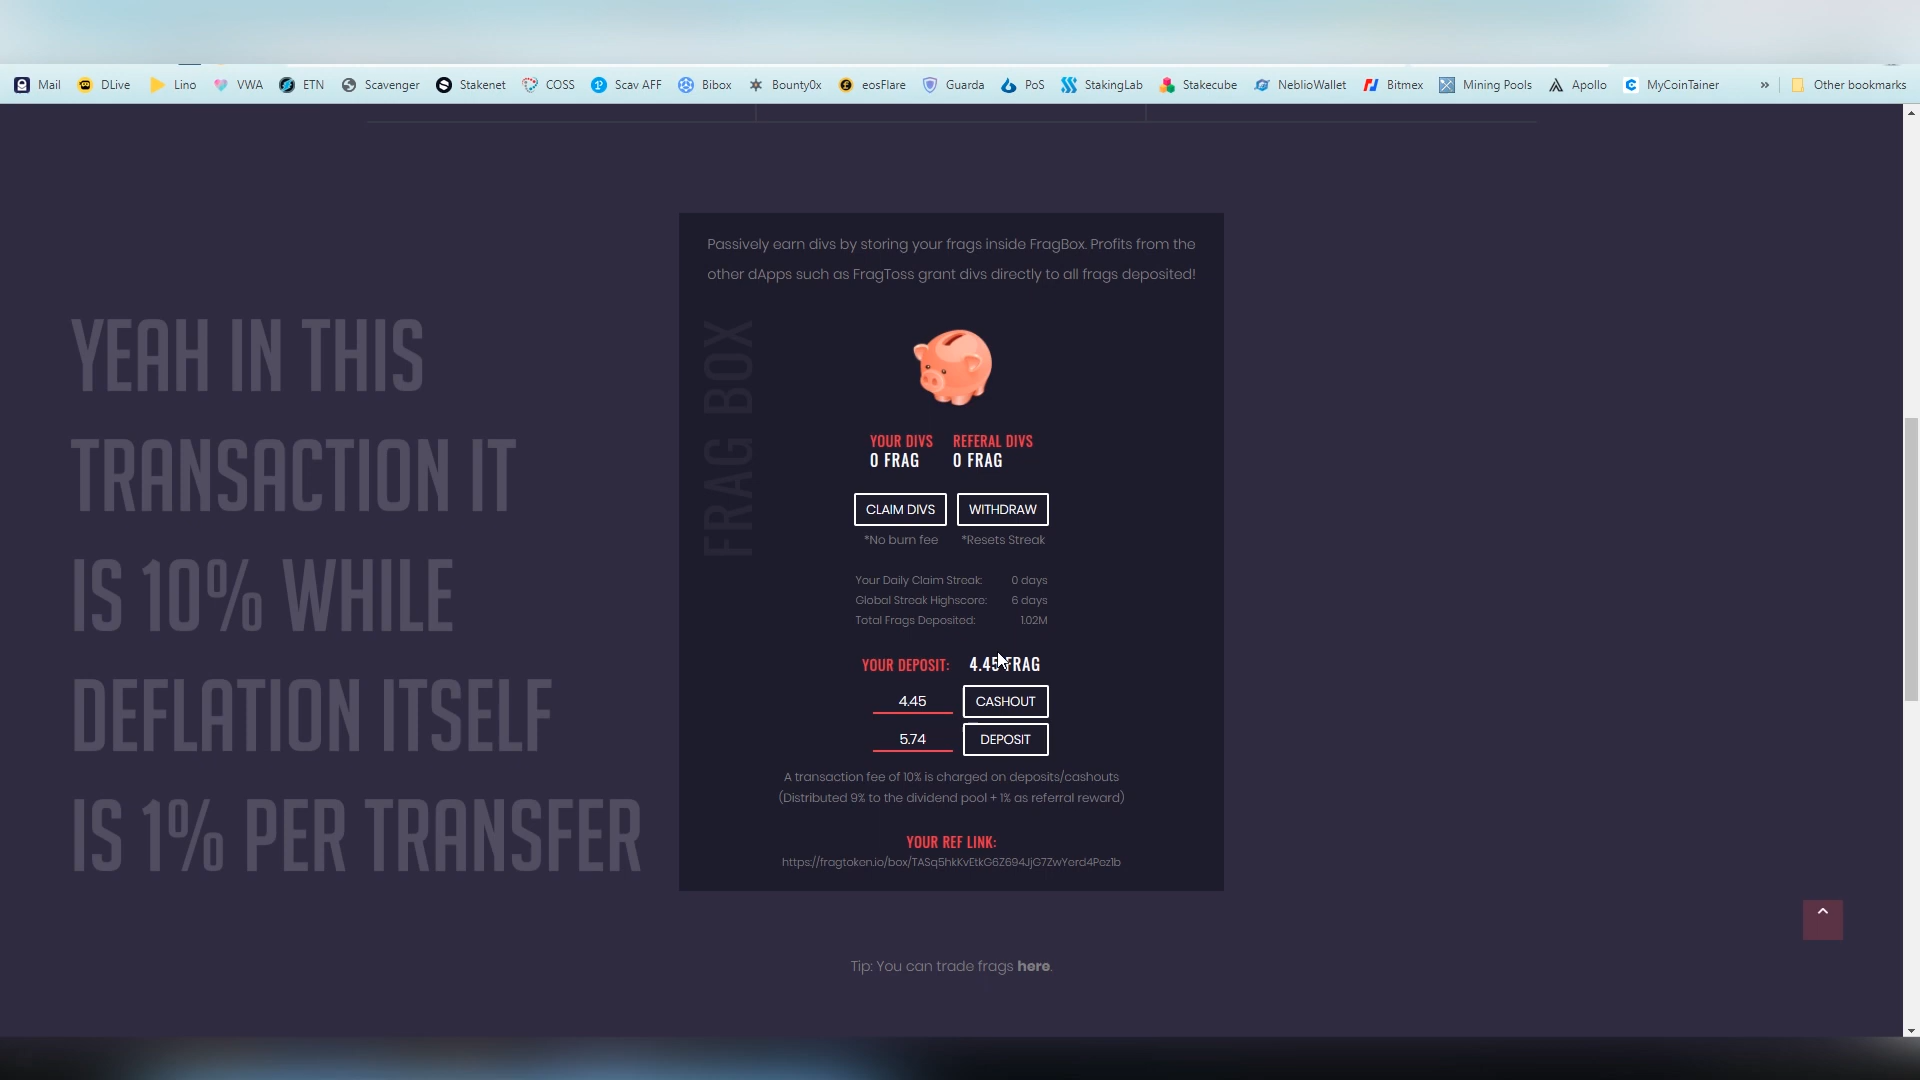 Mail DLive Lino VWA ETN Scavenger Stakenet COSS Scav AFF Bibox Bounty0x eosFlare Guarda PoS StakingLab Stakecube NeblioWallet Bitmex Mining Pools Apollo MyCoinTainer » Other bookmarks
Passively earn divs by storing your frags inside FragBox. Profits from the
other dApps such as FragToss grant divs directly to all frags deposited!
YEAH IN THIS
TRANSACTION IT
IS 10% WHILE
DEFLATION ITSELF
IS 1% PER TRANSFER
FRAG BOX
YOUR DIVS REFERAL DIVS
0 FRAG 0 FRAG
CLAIM DIVS WITHDRAW
*No burn fee *Resets Streak
Your Daily Claim Streak: 0 days
Global Streak Highscore: 6 days
Total Frags Deposited: 1.02M
YOUR DEPOSIT: 4.45 FRAG
4.45 CASHOUT
5.74 DEPOSIT
A transaction fee of 10% is charged on deposits/cashouts
(Distributed 9% to the dividend pool + 1% as referral reward)
YOUR REF LINK:
https://fragtoken.io/box/TASq5hkKvEtkG6Z694JjG7ZwYerd4Pez1b
Tip: You can trade frags here.